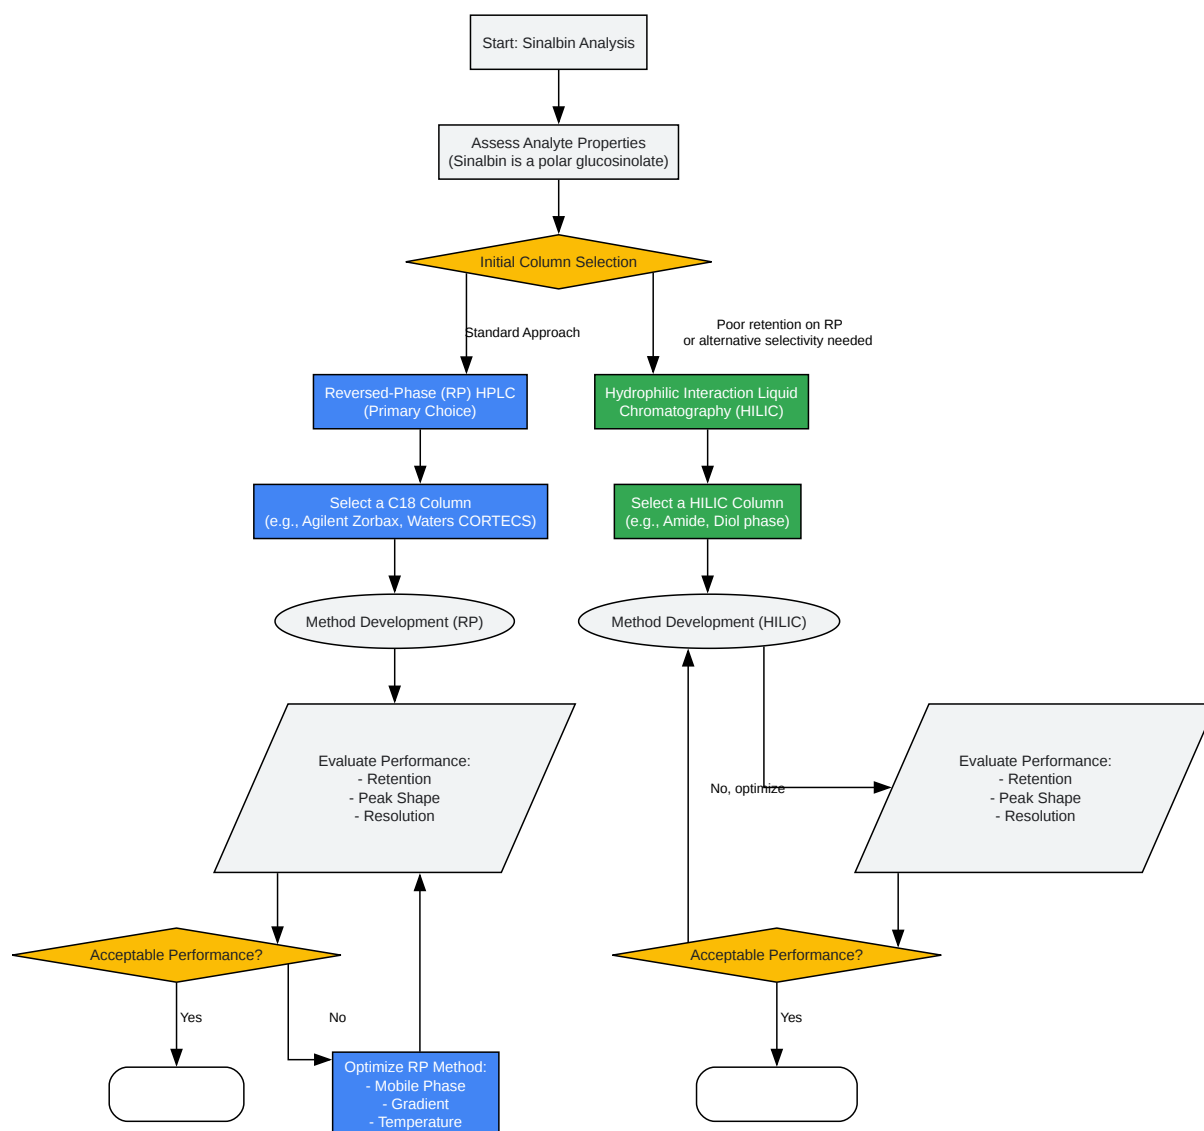 Start: Sinalbin Analysis
Assess Analyte Properties
(Sinalbin is a polar glucosinolate)
Initial Column Selection
Standard Approach
Poor retention on RP
or alternative selectivity needed
Reversed-Phase (RP) HPLC
(Primary Choice)
Hydrophilic Interaction Liquid
Chromatography (HILIC)
Select a C18 Column
(e.g., Agilent Zorbax, Waters CORTECS)
Select a HILIC Column
(e.g., Amide, Diol phase)
Method Development (RP)
Method Development (HILIC)
Evaluate Performance:
- Retention
- Peak Shape
- Resolution
No, optimize
Evaluate Performance:
- Retention
- Peak Shape
- Resolution
Acceptable Performance?
Acceptable Performance?
Yes
No
Yes
Optimize RP Method:
- Mobile Phase
- Gradient
- Temperature